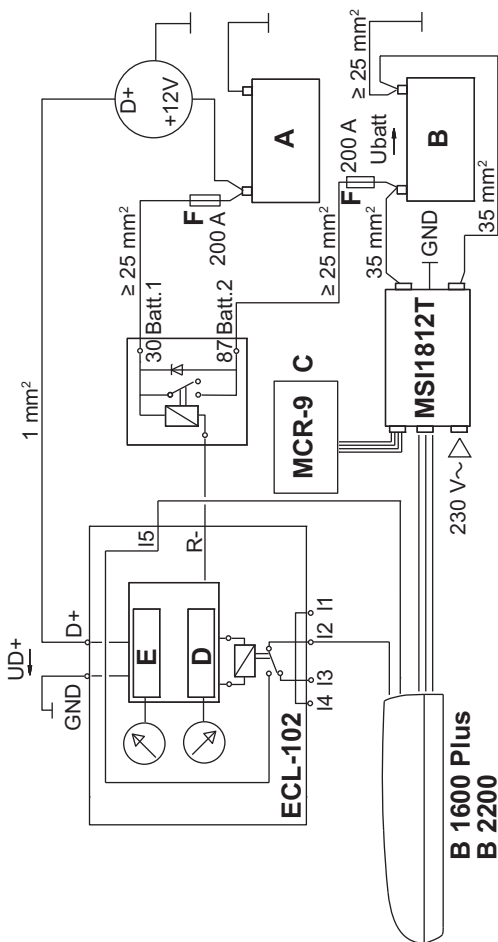 UD+
GND
D+
1 mm²
D+
+12V
I5
R-
E
D
ECL-102
I4
I3
I2
I1
30 Batt.1
87 Batt.2
≥ 25 mm²
F
200 A
A
≥ 25 mm²
F
200 A
Ubatt
≥ 25 mm²
B
35 mm²
GND
35 mm²
MCR-9
C
MSI1812T
230 V~
B 1600 Plus
B 2200